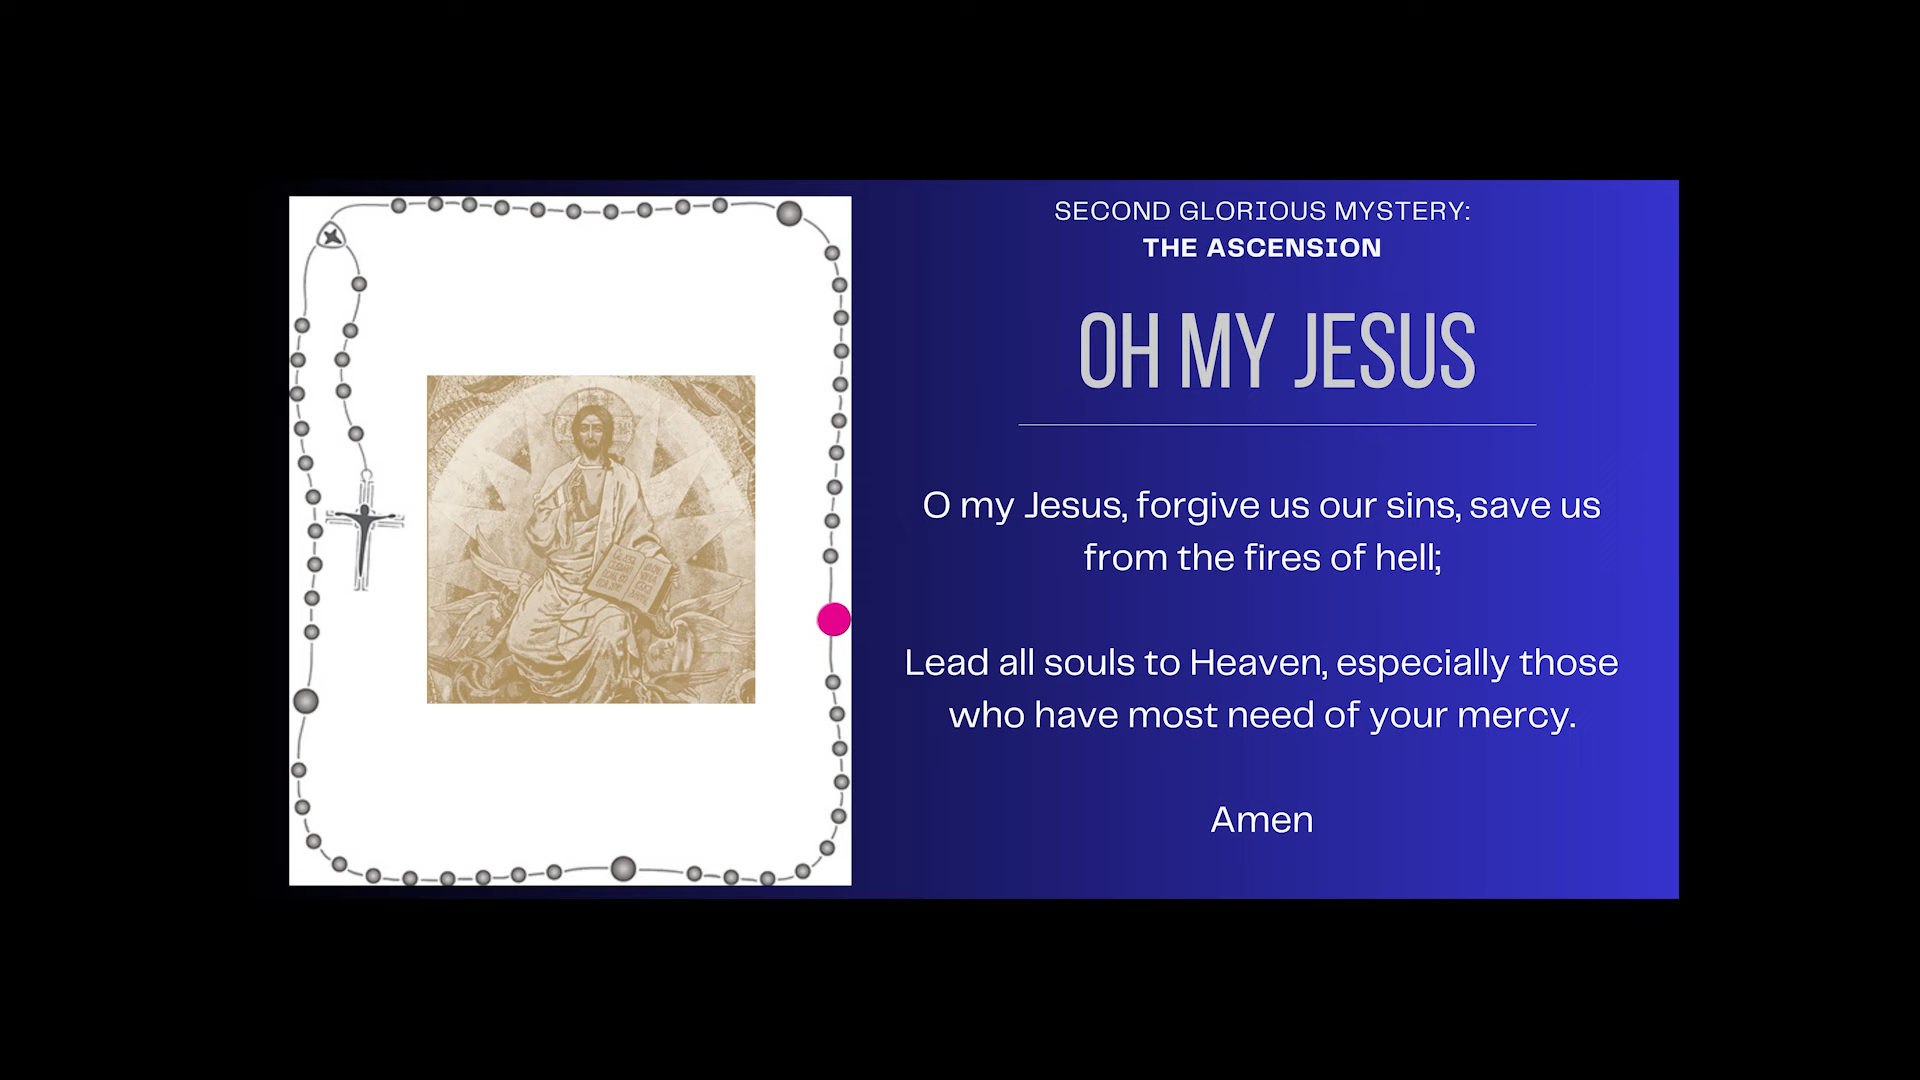 SECOND GLORIOUS MYSTERY:
THE ASCENSION
OH MY JESUS
O my Jesus, forgive us our sins, save us
from the fires of hell;
Lead all souls to Heaven, especially those
who have most need of your mercy.
Amen